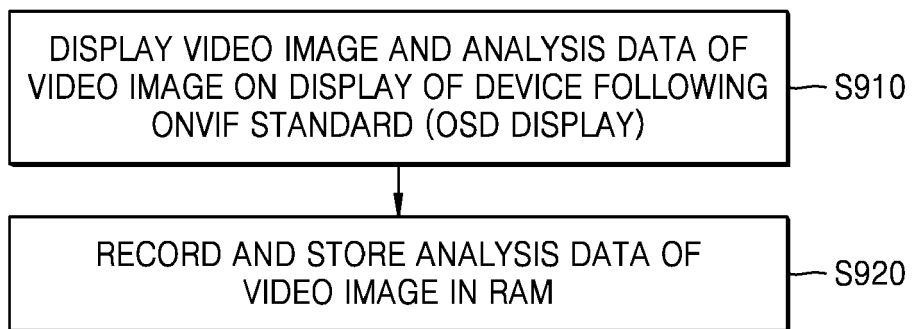 DISPLAY VIDEO IMAGE AND ANALYSIS DATA OF
VIDEO IMAGE ON DISPLAY OF DEVICE FOLLOWING
ONVIF STANDARD (OSD DISPLAY)
S910
RECORD AND STORE ANALYSIS DATA OF
VIDEO IMAGE IN RAM
S920